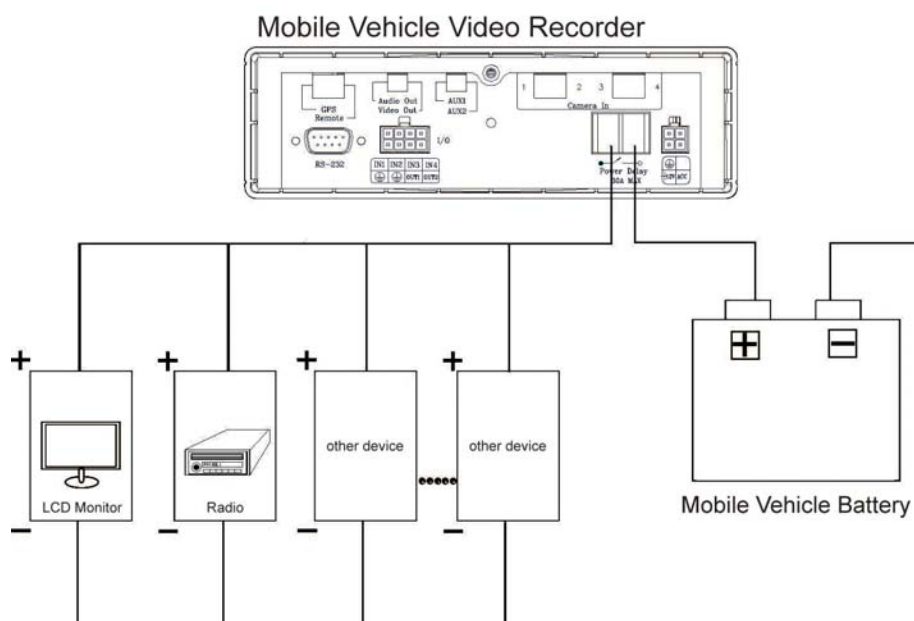 Mobile Vehicle Video Recorder
GPS
Remote
Audio Out
Video Out
AUX1
AUX2
1 2 3 4
Camera In
RS-232
I/O
IN1 IN2 IN3 IN4
OUT1 OUT2
Power Delay
30A MAX
+12V ACC
+ + + +
+ -
LCD Monitor
Radio
other device
other device
- - - -
Mobile Vehicle Battery